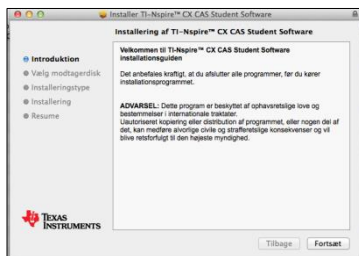 Installer TI-Nspire™ CX CAS Student Software
Installering af TI-Nspire™ CX CAS Student Software
Introduktion
Vælg modtagerdisk
Installeringstype
Installering
Resume
Velkommen til TI-Nspire™ CX CAS Student Software
installationsguiden
Det anbefales kraftigt, at du afslutter alle programmer, før du kører
installationsprogrammet.
ADVARSEL: Dette program er beskyttet af ophavsretslige love og
bestemmelser i internationale traktater.
Uautoriseret kopiering eller distribution af programmet, eller nogen del af
det, kan medføre alvorlige civile og strafferetslige konsekvenser og vil
blive retsforfulgt til den højeste myndighed.
TEXAS
INSTRUMENTS
Tilbage
Fortsæt